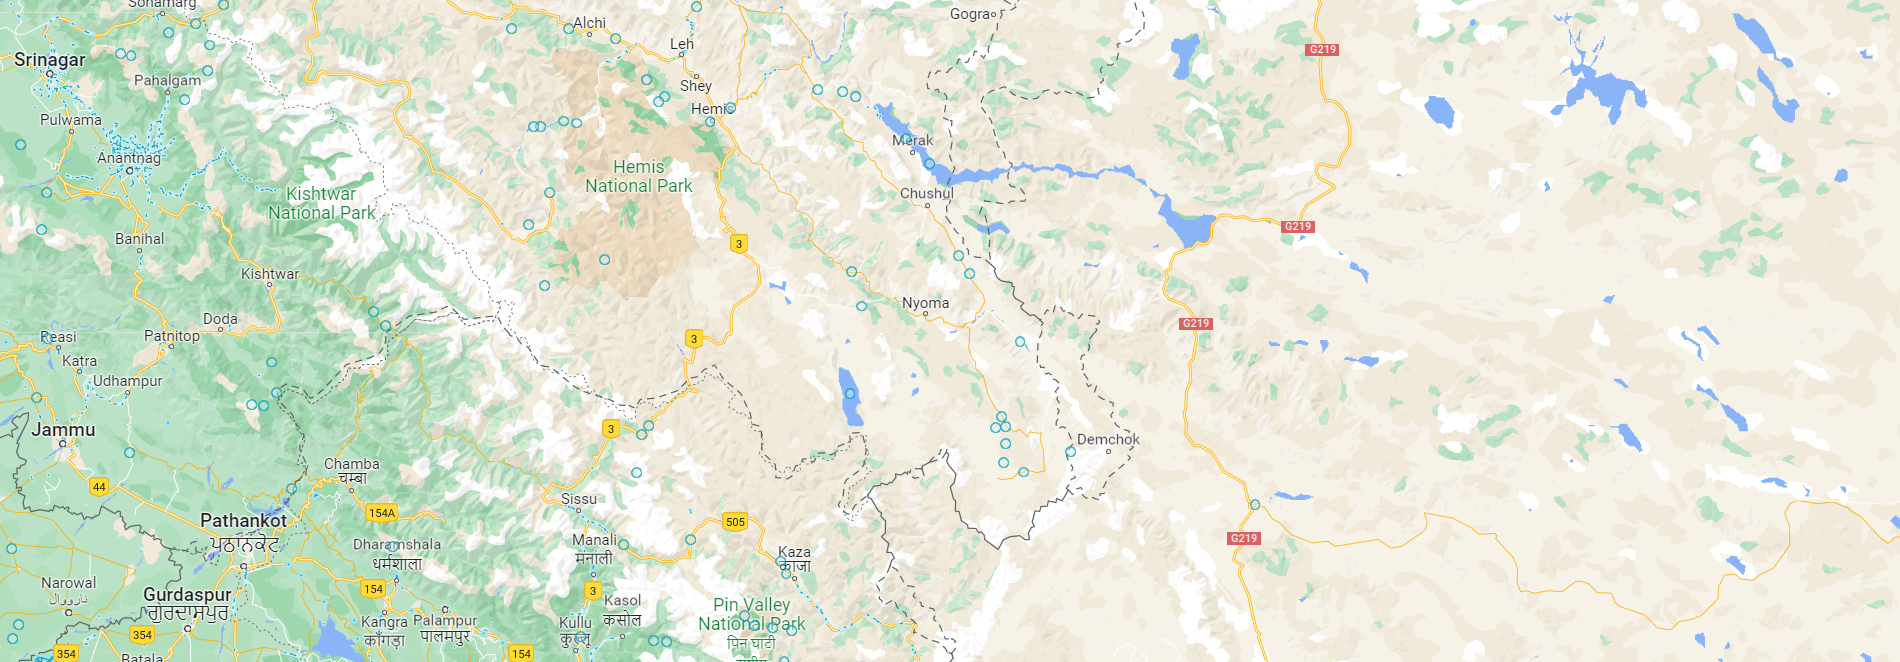 Sonamarg
Gogra
Alchi
Leh
G219
Srinagar
Pahalgam
Shey
Hemis
Pulwama
Merak
Anantnag
Hemis
National Park
Kishtwar
National Park
Chushul
G219
Banihal
3
Kishtwar
Nyoma
Doda
G219
Reasi
Patnitop
3
Katra
Udhampur
Jammu
3
Demchok
Chamba
चम्बा
44
Sissu
154A
Pathankot
ਪਠਾਨਕੋਟ
505
Manali
मनाली
G219
Dharamshala
धर्मशाला
Kaza
काजा
Narowal
نارووال
Gurdaspur
ਗੁਰਦਾਸਪੁਰ
154
3
Kasol
कसोल
Pin Valley
National Park
पिन घाटी
Kangra
काँगड़ा
Palampur
पालमपुर
Kullu
कुल्लू
354
354
Batala
154